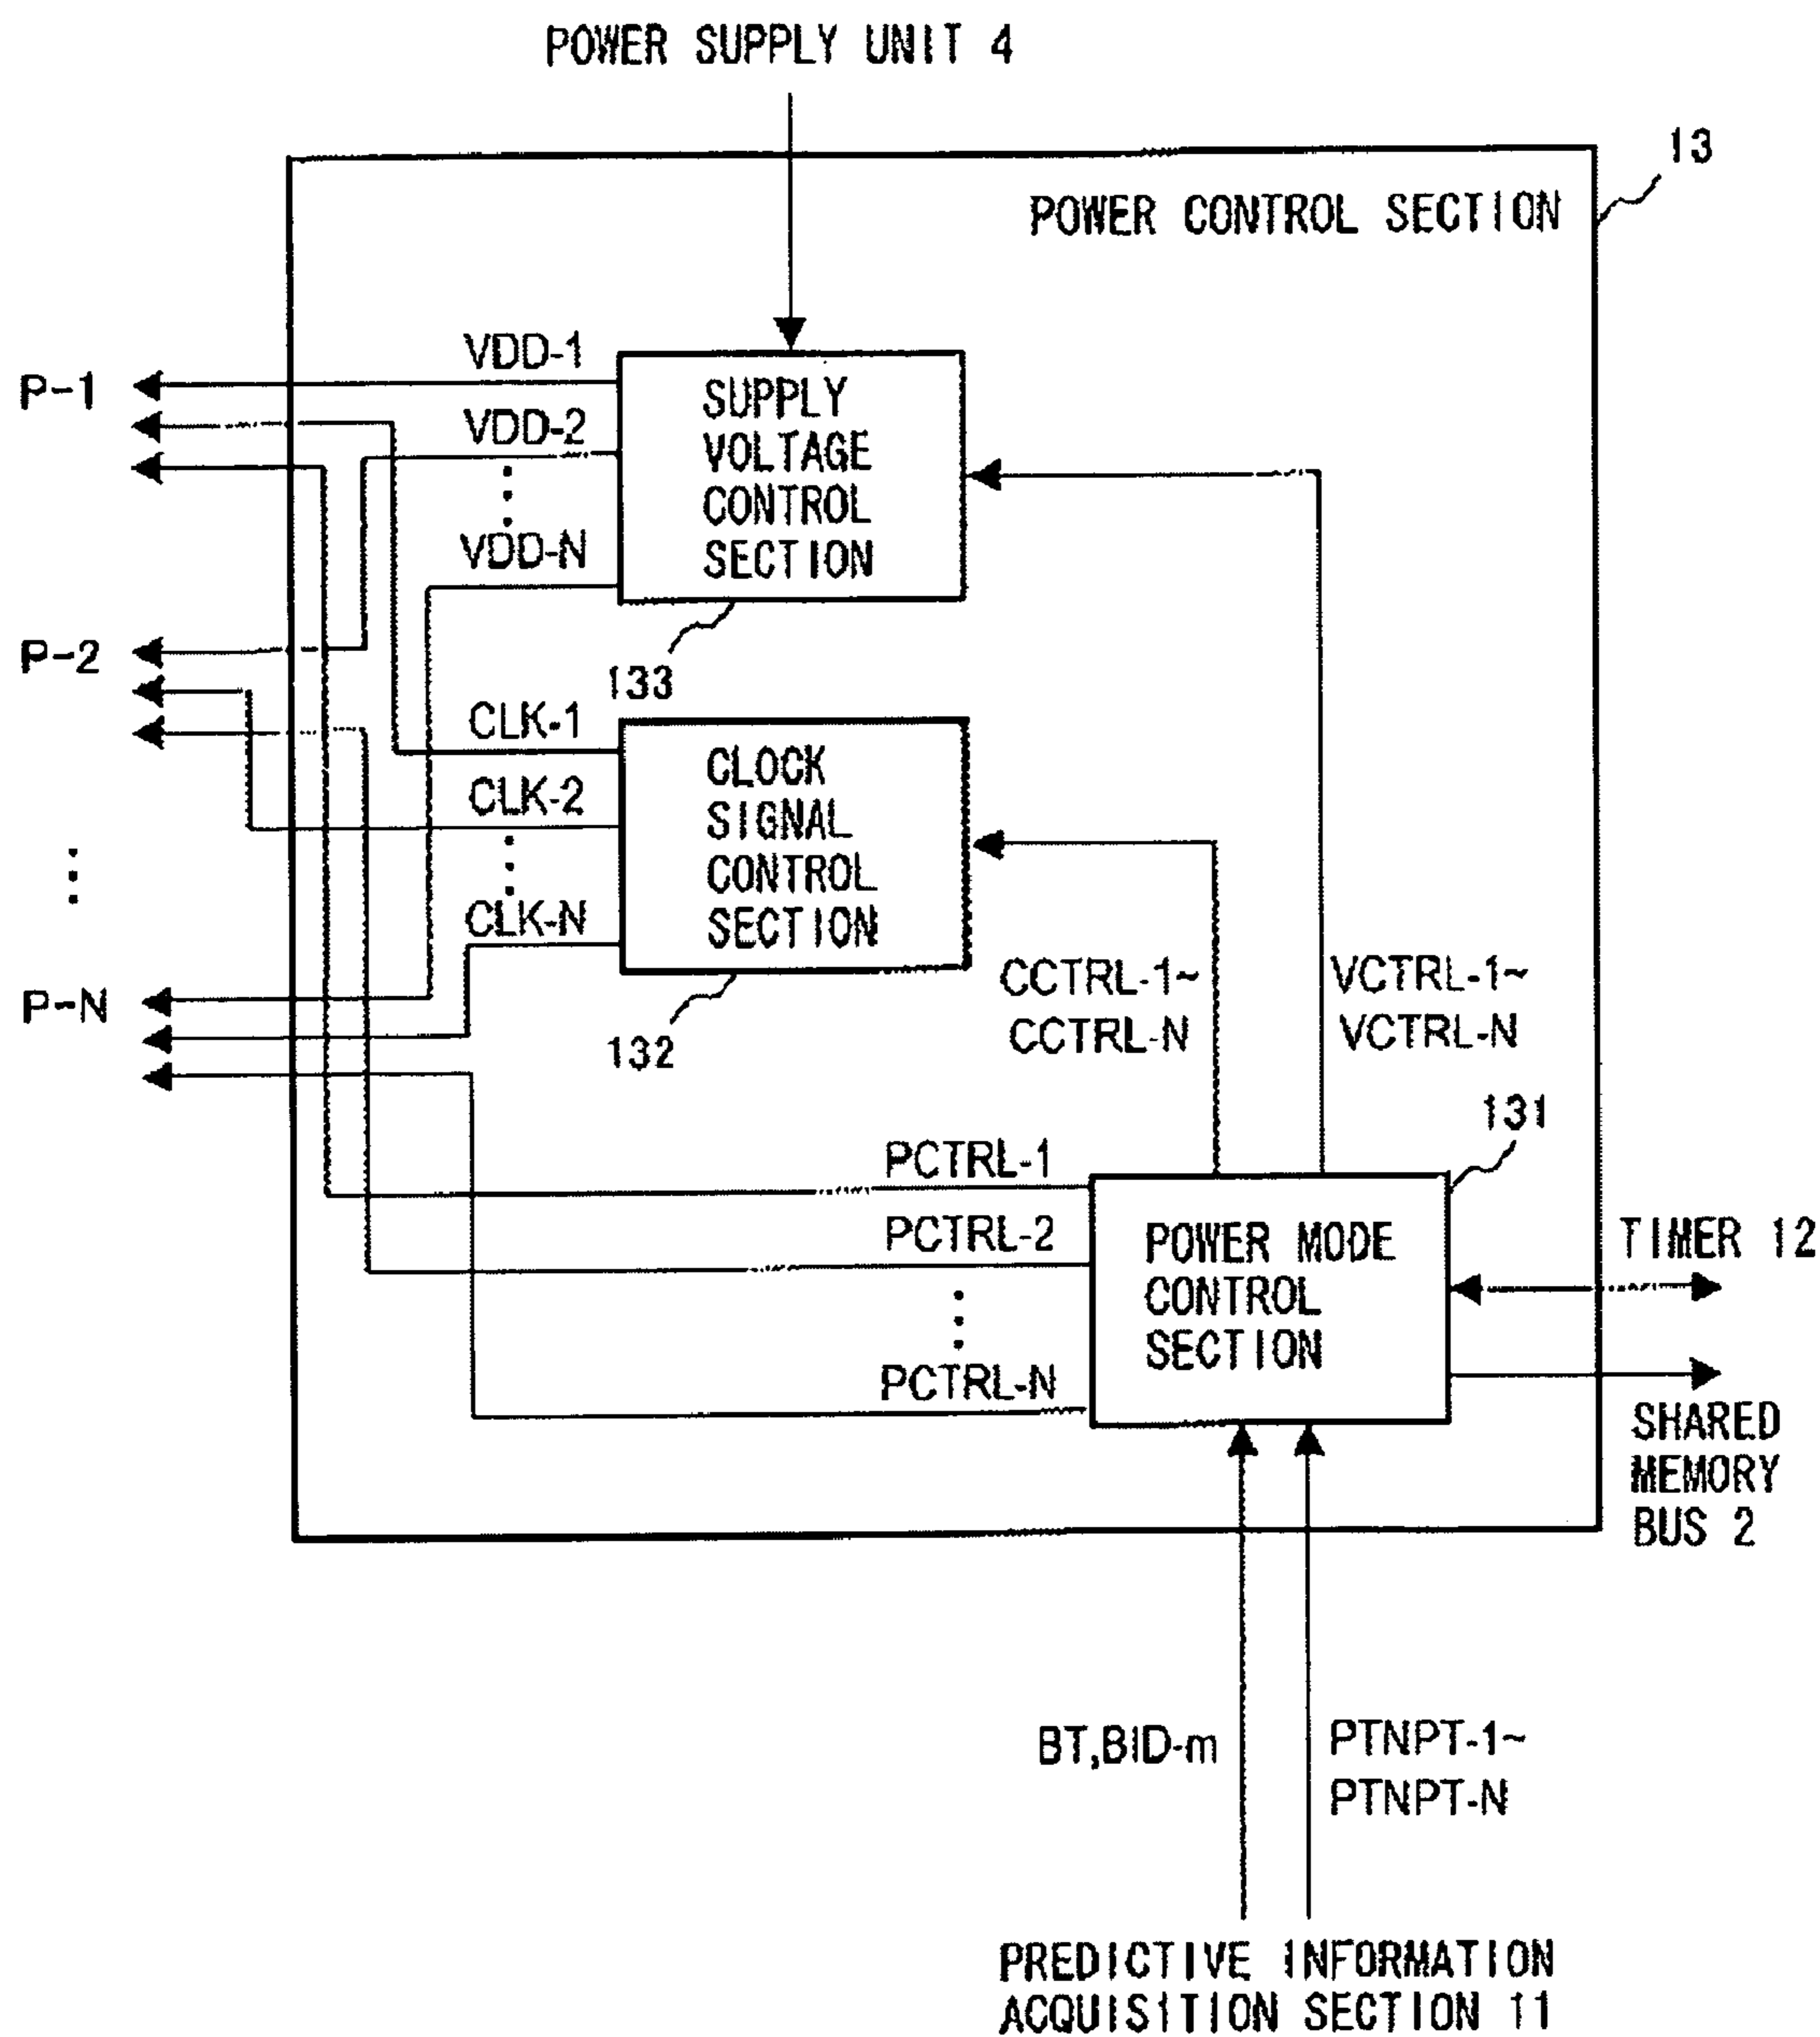 POWER SUPPLY UNIT 4
13
POWER CONTROL SECTION
P-1
VDD-1
VDD-2
VDD-N
SUPPLY
VOLTAGE
CONTROL
SECTION
133
P-2
CLK-1
CLK-2
CLK-N
CLOCK
SIGNAL
CONTROL
SECTION
132
P-N
CCTRL-1~
CCTRL-N
VCTRL-1~
VCTRL-N
131
PCTRL-1
PCTRL-2
PCTRL-N
POWER MODE
CONTROL
SECTION
TIMER 12
SHARED
MEMORY
BUS 2
BT,BID-m
PTNPT-1~
PTNPT-N
PREDICTIVE INFORMATION
ACQUISITION SECTION 11